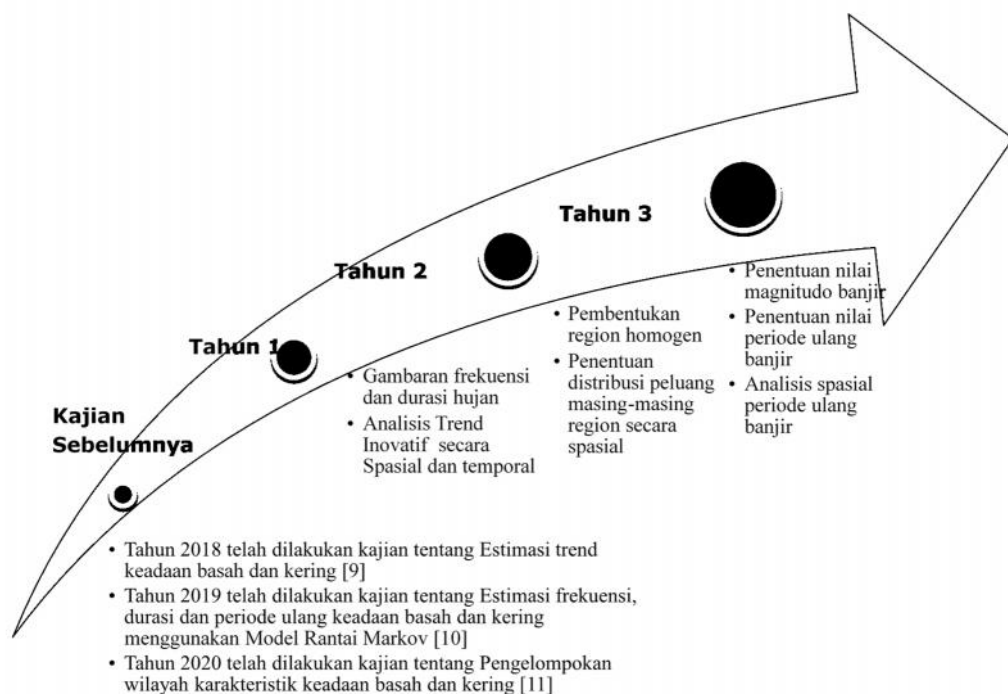 Kajian
Sebelumnya
• Tahun 2018 telah dilakukan kajian tentang Estimasi trend
keadaan basah dan kering [9]
• Tahun 2019 telah dilakukan kajian tentang Estimasi frekuensi,
durasi dan periode ulang keadaan basah dan kering
menggunakan Model Rantai Markov [10]
• Tahun 2020 telah dilakukan kajian tentang Pengelompokan
wilayah karakteristik keadaan basah dan kering [11]
Tahun 1
• Gambaran frekuensi
dan durasi hujan
• Analisis Trend
Inovatif secara
Spasial dan temporal
Tahun 2
• Pembentukan
region homogen
• Penentuan
distribusi peluang
masing-masing
region secara
spasial
Tahun 3
• Penentuan nilai
magnitudo banjir
• Penentuan nilai
periode ulang
banjir
• Analisis spasial
periode ulang
banjir